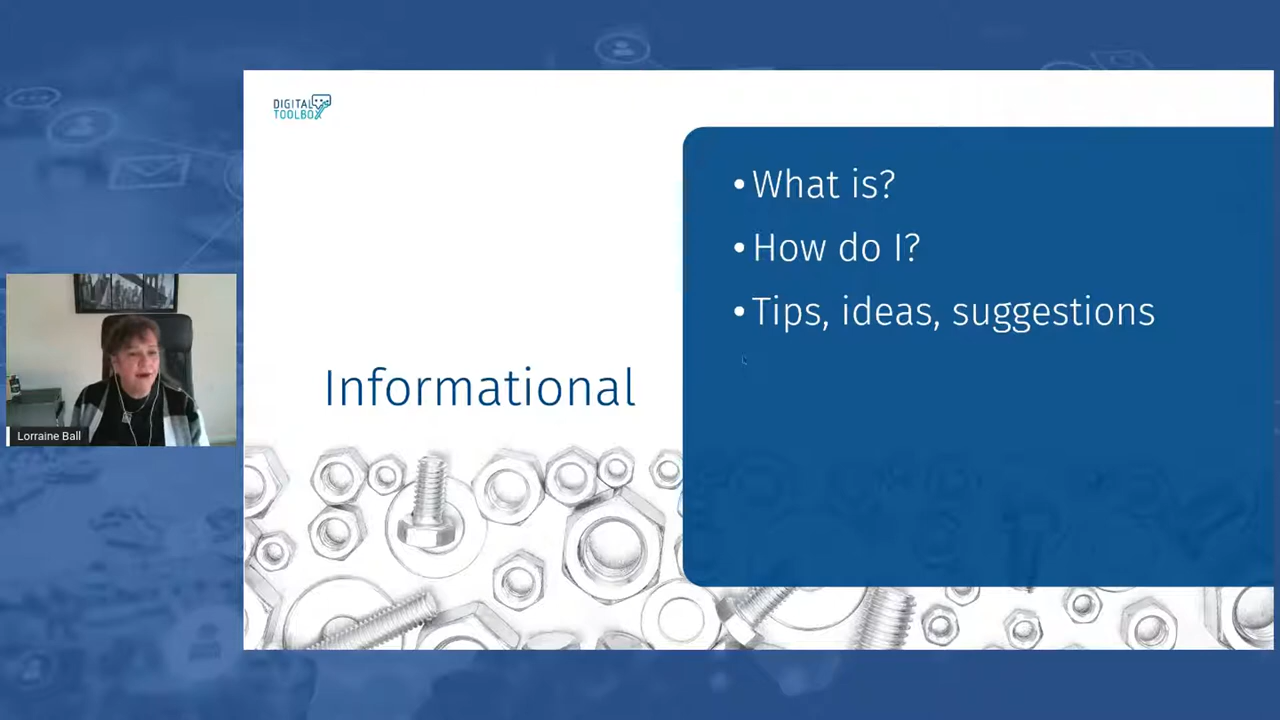 DIGITAL
TOOLBOX
• What is?
• How do I?
• Tips, ideas, suggestions
Informational
Lorraine Ball